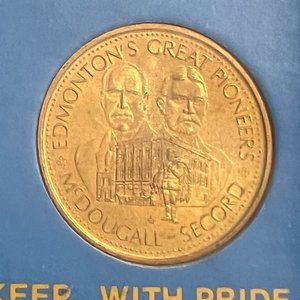 EDMONTON'S GREAT PIONEERS
McDOUGALL - SECORD
KEEP WITH PRIDE